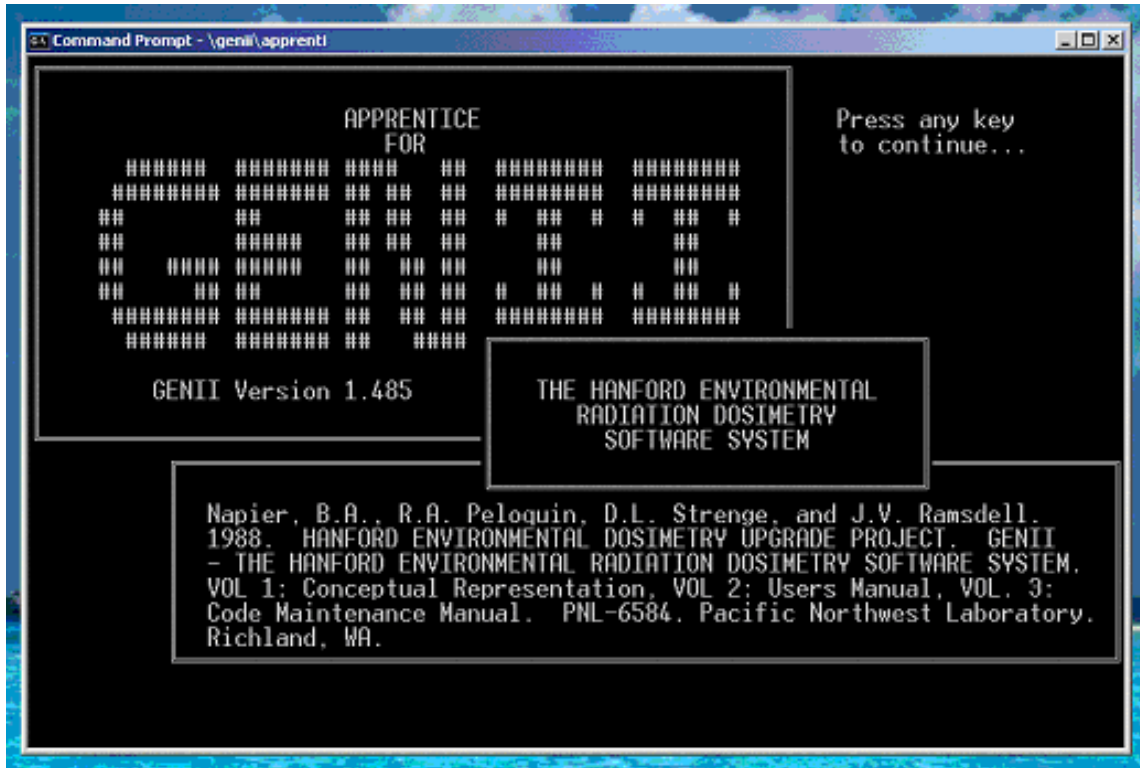 Command Prompt - \genii\apprenti
APPRENTICE
FOR
GENII
Press any key
to continue...
GENII Version 1.485
THE HANFORD ENVIRONMENTAL
RADIATION DOSIMETRY
SOFTWARE SYSTEM
Napier, B.A., R.A. Peloquin, D.L. Strenge, and J.V. Ramsdell.
1988. HANFORD ENVIRONMENTAL DOSIMETRY UPGRADE PROJECT. GENII
- THE HANFORD ENVIRONMENTAL RADIATION DOSIMETRY SOFTWARE SYSTEM.
VOL 1: Conceptual Representation, VOL 2: Users Manual, VOL. 3:
Code Maintenance Manual. PNL-6584. Pacific Northwest Laboratory.
Richland, WA.